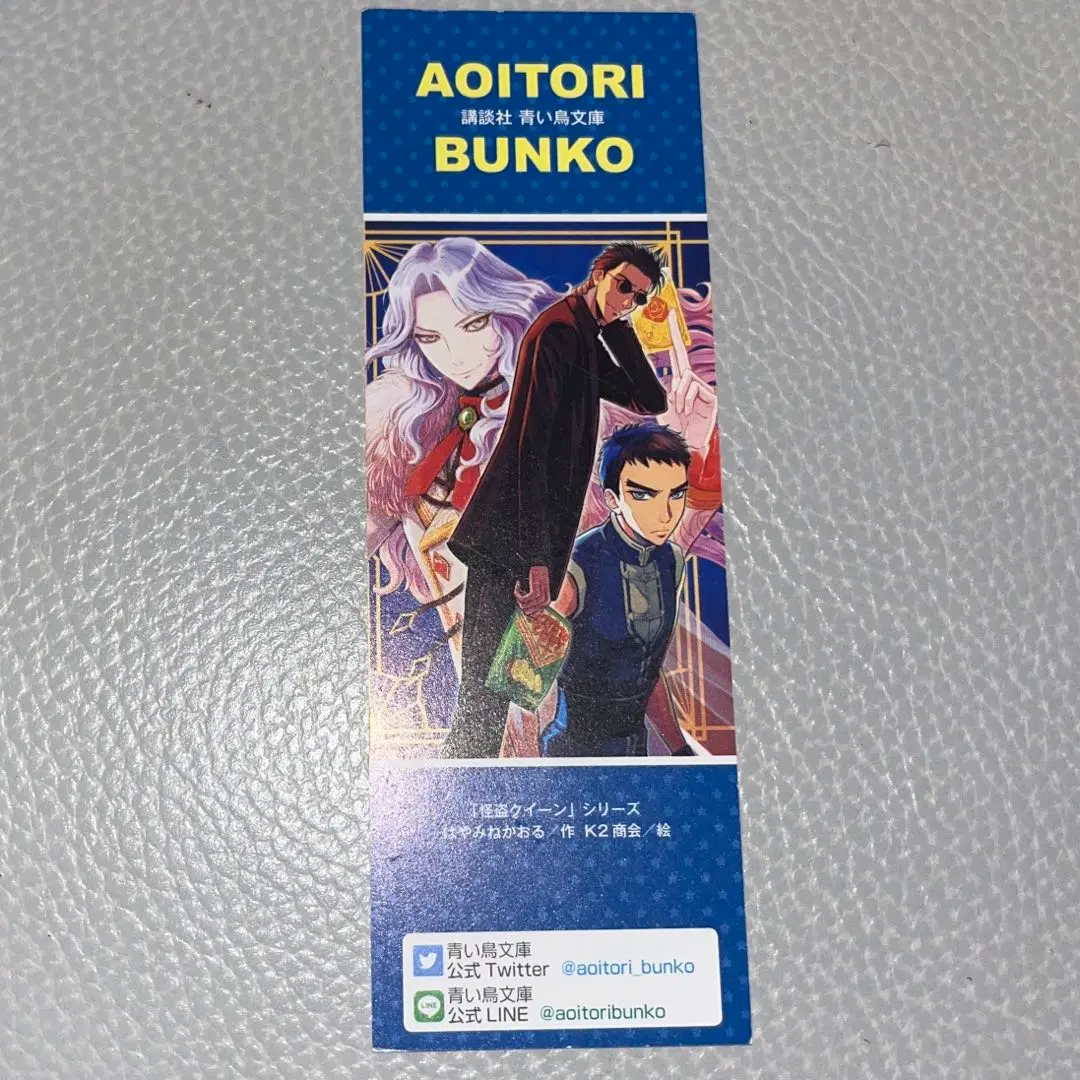 AOITORI
講談社 青い鳥文庫
BUNKO
「怪盗クイーン」シリーズ
はやみねかおる／作 K2商会／絵
青い鳥文庫
公式 Twitter @aoitori_bunko
LINE
青い鳥文庫
公式 LINE @aoitoribunko